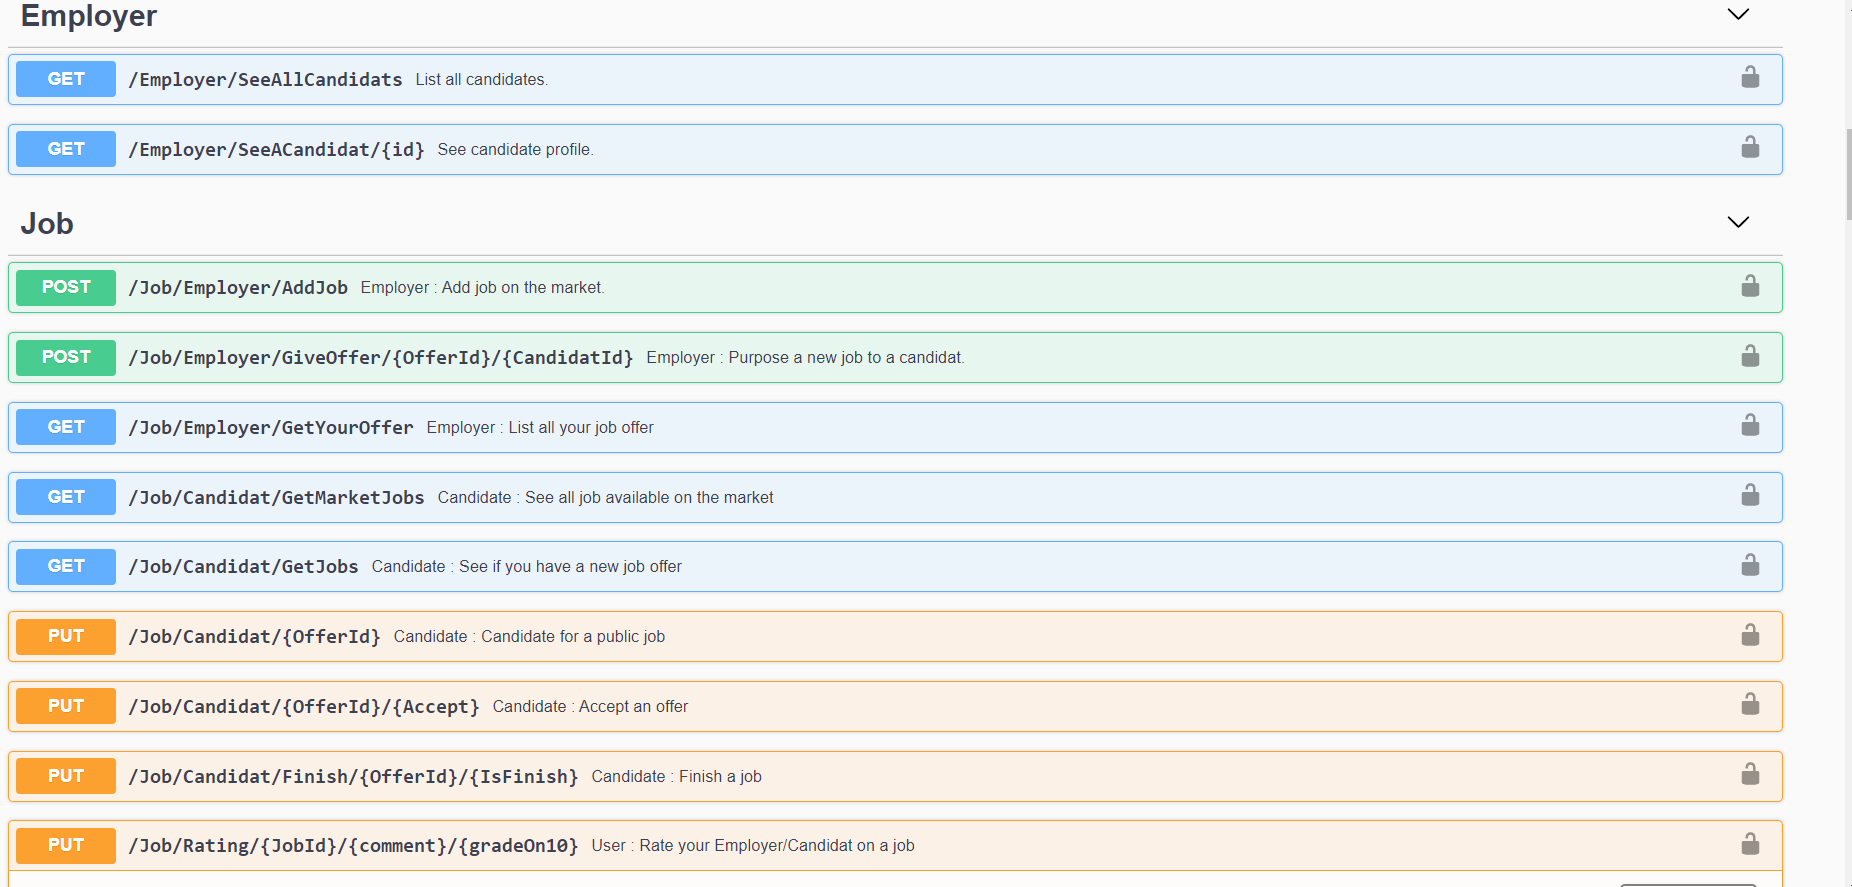 Employer
GET /Employer/SeeAllCandidats List all candidates.
GET /Employer/SeeACandidat/{id} See candidate profile.
Job
POST /Job/Employer/AddJob Employer : Add job on the market.
POST /Job/Employer/GiveOffer/{OfferId}/{CandidatId} Employer : Purpose a new job to a candidat.
GET /Job/Employer/GetYourOffer Employer : List all your job offer
GET /Job/Candidat/GetMarketJobs Candidate : See all job available on the market
GET /Job/Candidat/GetJobs Candidate : See if you have a new job offer
PUT /Job/Candidat/{OfferId} Candidate : Candidate for a public job
PUT /Job/Candidat/{OfferId}/{Accept} Candidate : Accept an offer
PUT /Job/Candidat/Finish/{OfferId}/{IsFinish} Candidate : Finish a job
PUT /Job/Rating/{JobId}/{comment}/{gradeOn10} User : Rate your Employer/Candidat on a job